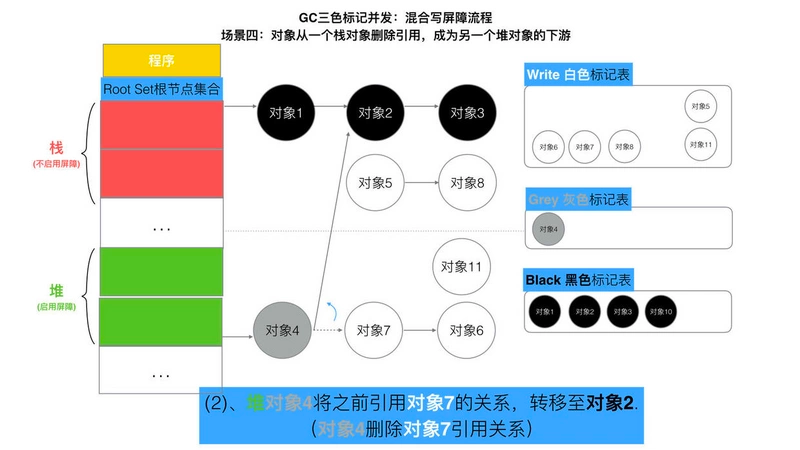 GC三色标记并发：混合写屏障流程
场景四：对象从一个栈对象删除引用，成为另一个堆对象的下游
程序
Root Set根节点集合
栈
(不启用屏障)
...
堆
(启用屏障)
...
对象1
对象2
对象3
对象5
对象8
对象11
对象4
对象7
对象6
Write 白色标记表
对象5
对象6
对象7
对象8
对象11
Grey 灰色标记表
对象4
Black 黑色标记表
对象1
对象2
对象3
对象10
(2)、堆对象4将之前引用对象7的关系，转移至对象2.
（对象4删除对象7引用关系）